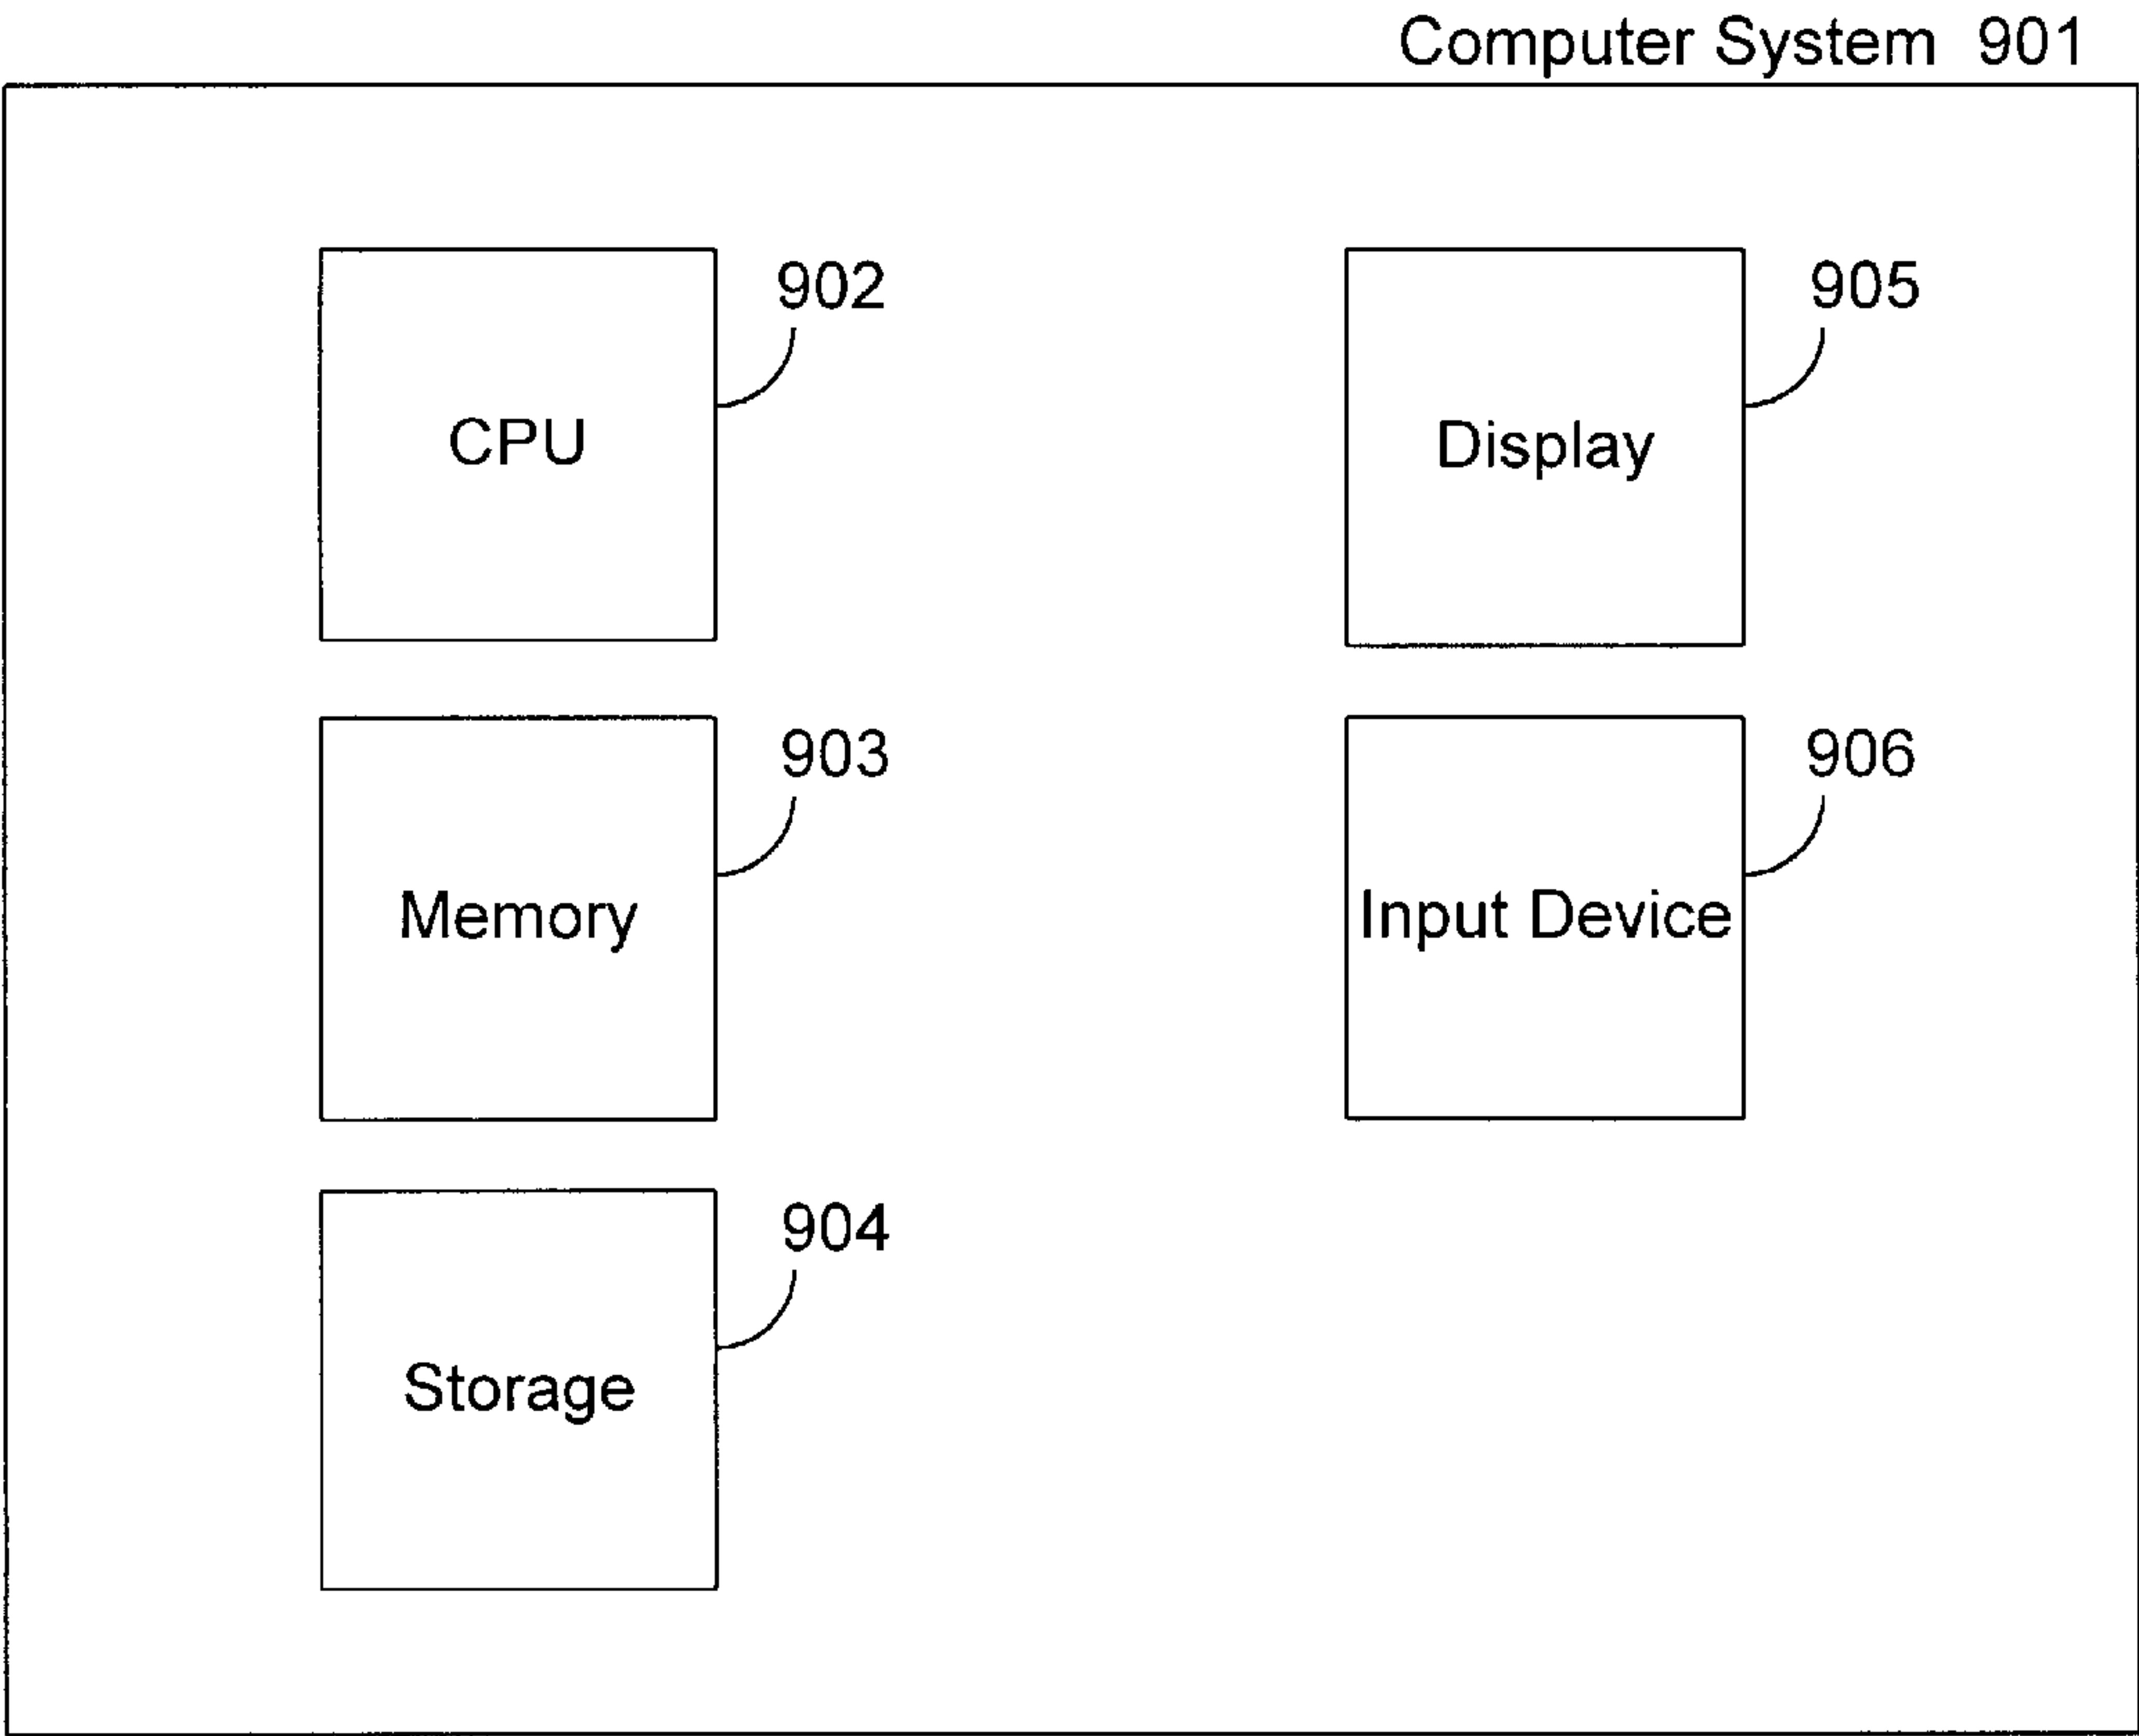 Computer System 901
902
CPU
903
Memory
904
Storage
905
Display
906
Input Device